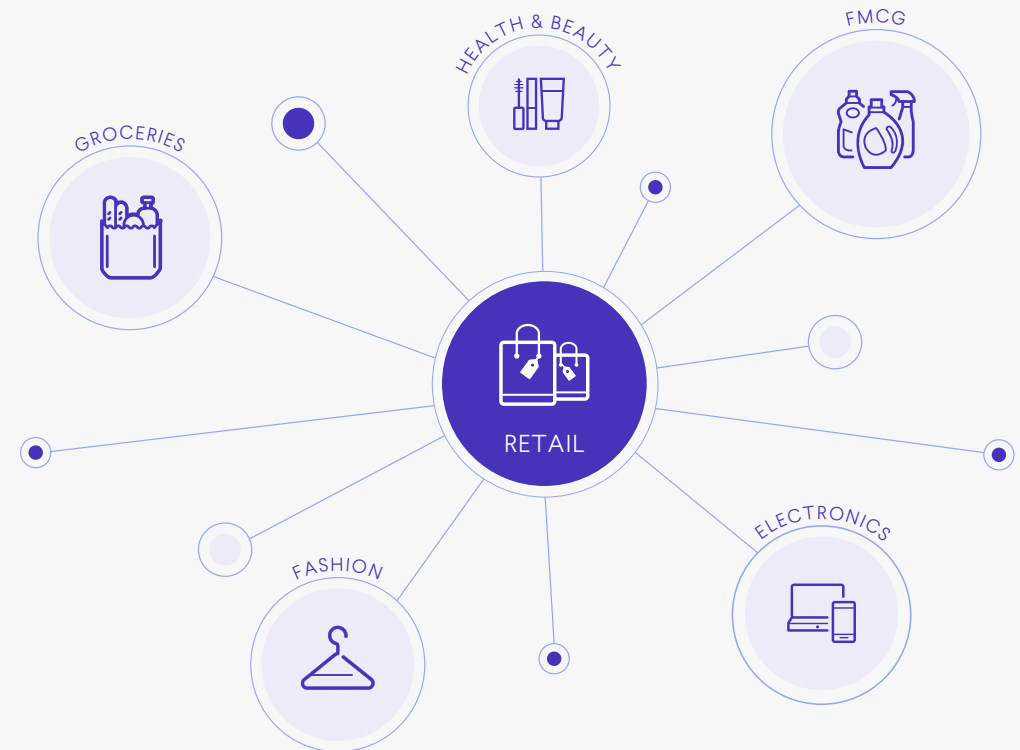 FMCG
HEALTH & BEAUTY
GROCERIES
RETAIL
ELECTRONICS
FASHION